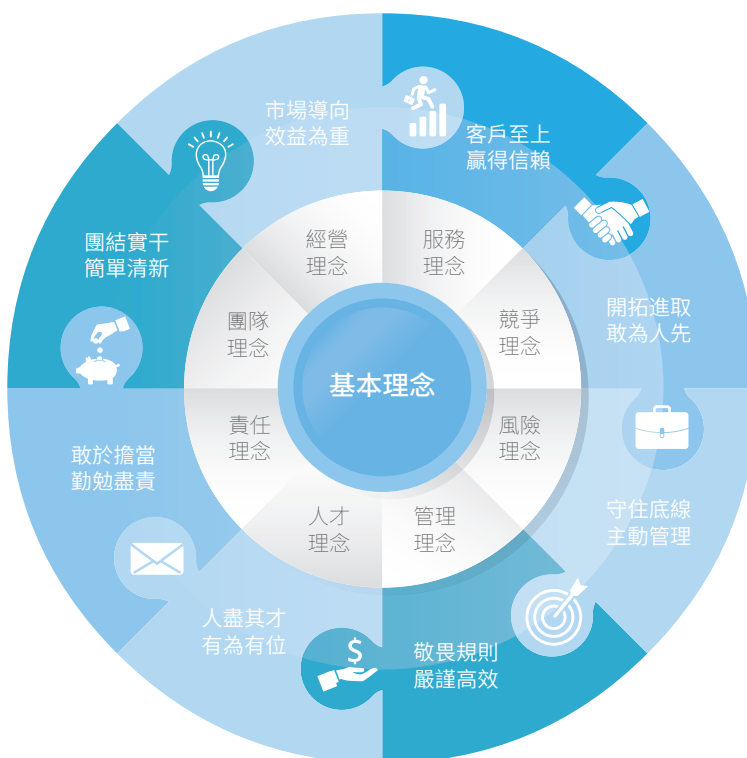 市場導向
效益為重
客戶至上
贏得信賴
開拓進取
敢為人先
守住底線
主動管理
敬畏規則
嚴謹高效
人盡其才
有為有位
敢於擔當
勤勉盡責
團結實干
簡單清新
經營
理念
服務
理念
競爭
理念
風險
理念
管理
理念
人才
理念
責任
理念
團隊
理念
基本理念
$